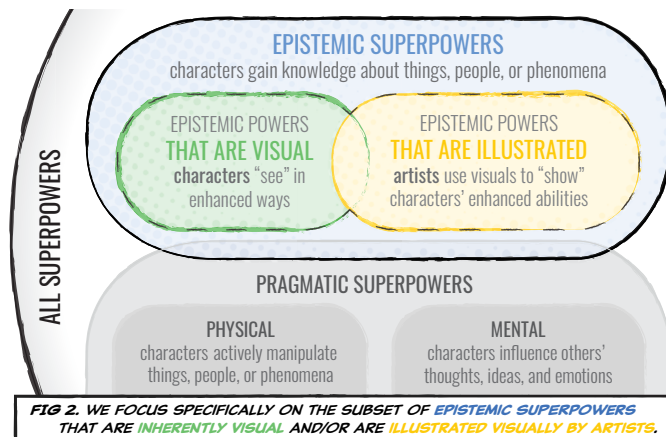 ALL SUPERPOWERS
EPISTEMIC SUPERPOWERS
characters gain knowledge about things, people, or phenomena
EPISTEMIC POWERS
THAT ARE VISUAL
characters “see” in
enhanced ways
EPISTEMIC POWERS
THAT ARE ILLUSTRATED
artists use visuals to “show”
characters’ enhanced abilities
PRAGMATIC SUPERPOWERS
PHYSICAL
characters actively manipulate
things, people, or phenomena
MENTAL
characters influence others’
thoughts, ideas, and emotions
FIG 2. WE FOCUS SPECIFICALLY ON THE SUBSET OF EPISTEMIC SUPERPOWERS
THAT ARE INHERENTLY VISUAL AND/OR ARE ILLUSTRATED VISUALLY BY ARTISTS.